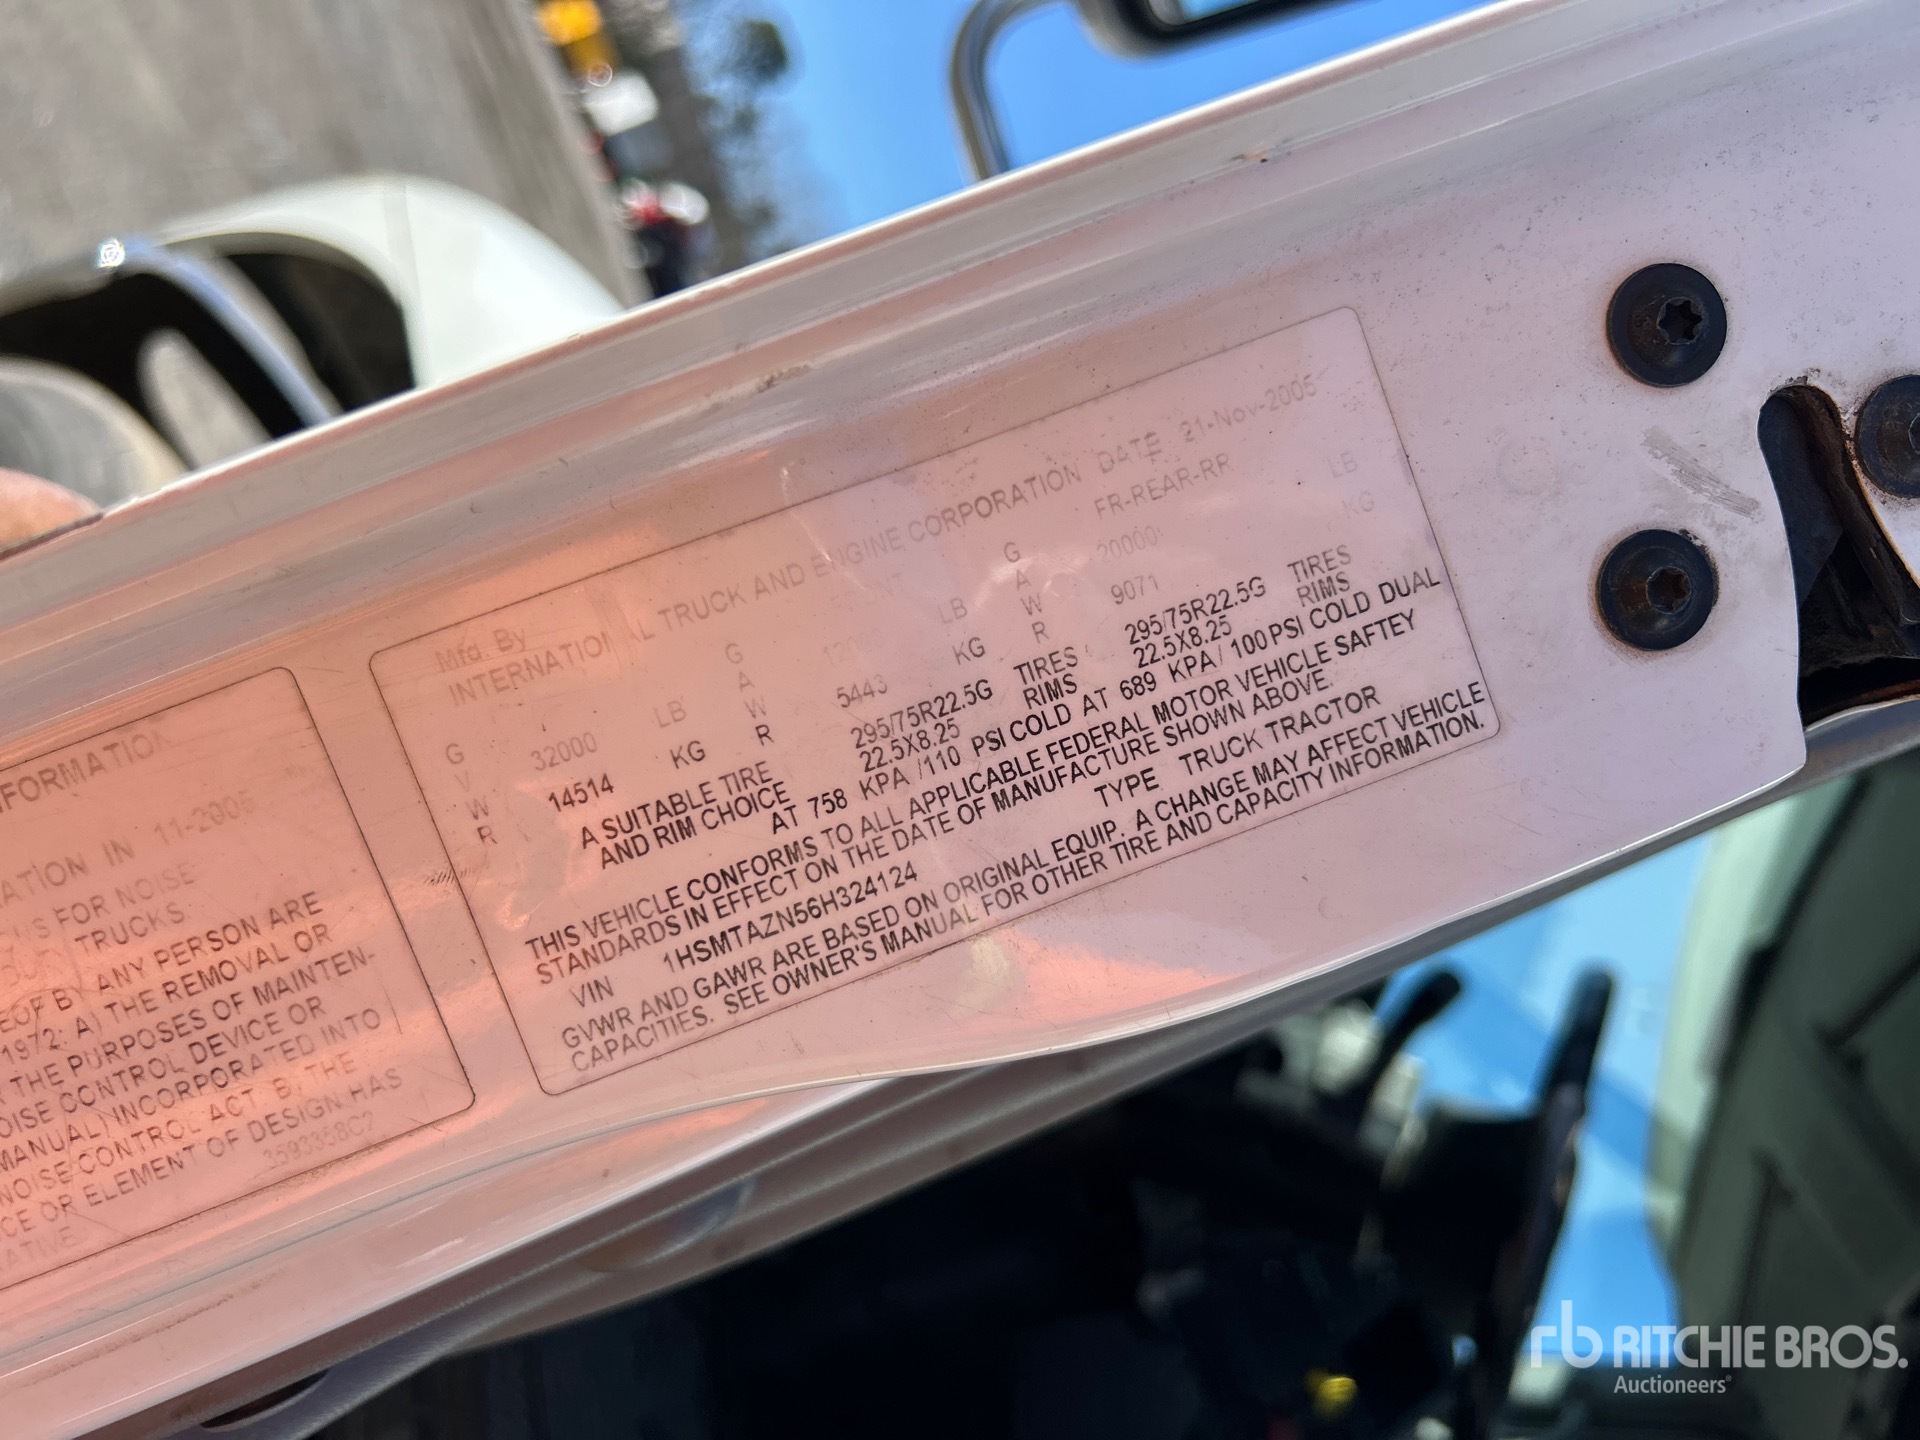 FORMATION
ATION IN 11-2005
FOR NOISE
TRUCKS.
EOF BY ANY PERSON ARE
1972: A) THE REMOVAL OR
THE PURPOSES OF MAINTEN-
OISE CONTROL DEVICE OR
MANUAL) INCORPORATED INTO
NOISE CONTROL ACT. B) THE
CE OR ELEMENT OF DESIGN HAS
3593358C2
Mfd By
INTERNATIONAL TRUCK AND ENGINE CORPORATION DATE 21-Nov-2005
FR-REAR-RR
G V W R
32000 LB
14514 KG
G A W R
LB
5443 KG
G A W R
20000 LB
9071 KG
A SUITABLE TIRE 295/75R22.5G TIRES 295/75R22.5G TIRES
AND RIM CHOICE 22.5X8.25 RIMS 22.5X8.25 RIMS
AT 758 KPA /110 PSI COLD AT 689 KPA/ 100 PSI COLD DUAL
THIS VEHICLE CONFORMS TO ALL APPLICABLE FEDERAL MOTOR VEHICLE SAFTEY
STANDARDS IN EFFECT ON THE DATE OF MANUFACTURE SHOWN ABOVE.
VIN 1HSMTAZN56H324124 TYPE TRUCK TRACTOR
GVWR AND GAWR ARE BASED ON ORIGINAL EQUIP. A CHANGE MAY AFFECT VEHICLE
CAPACITIES. SEE OWNER'S MANUAL FOR OTHER TIRE AND CAPACITY INFORMATION.
rb RITCHIE BROS.
Auctioneers